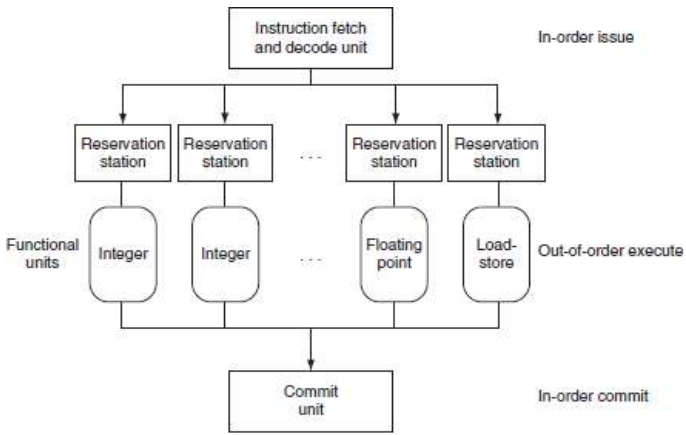 Instruction fetch
and decode unit
In-order issue
Reservation
station
Reservation
station
. . .
Reservation
station
Reservation
station
Functional
units
Integer
Integer
. . .
Floating
point
Load-
store
Out-of-order execute
Commit
unit
In-order commit